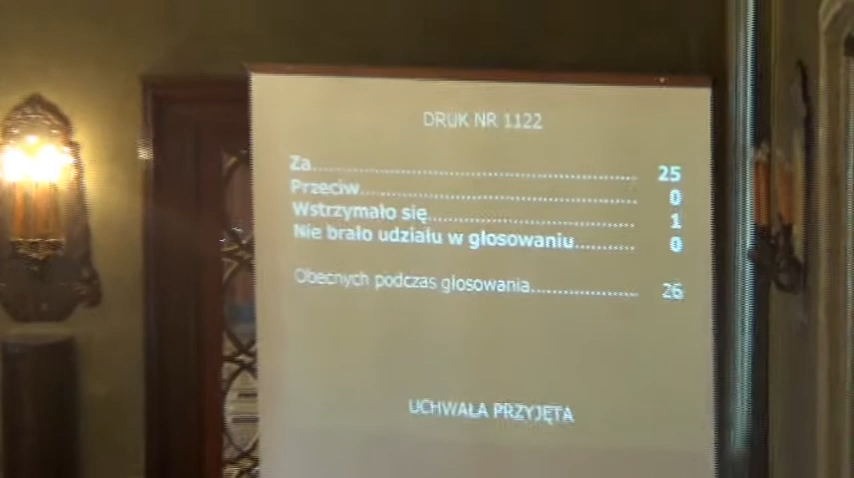 DRUK NR 1122
Za.................................................. 25
Przeciw............................................ 0
Wstrzymało się................................. 1
Nie brało udziału w głosowaniu.......... 0
Obecnych podczas głosowania................ 26
UCHWAŁA PRZYJĘTA